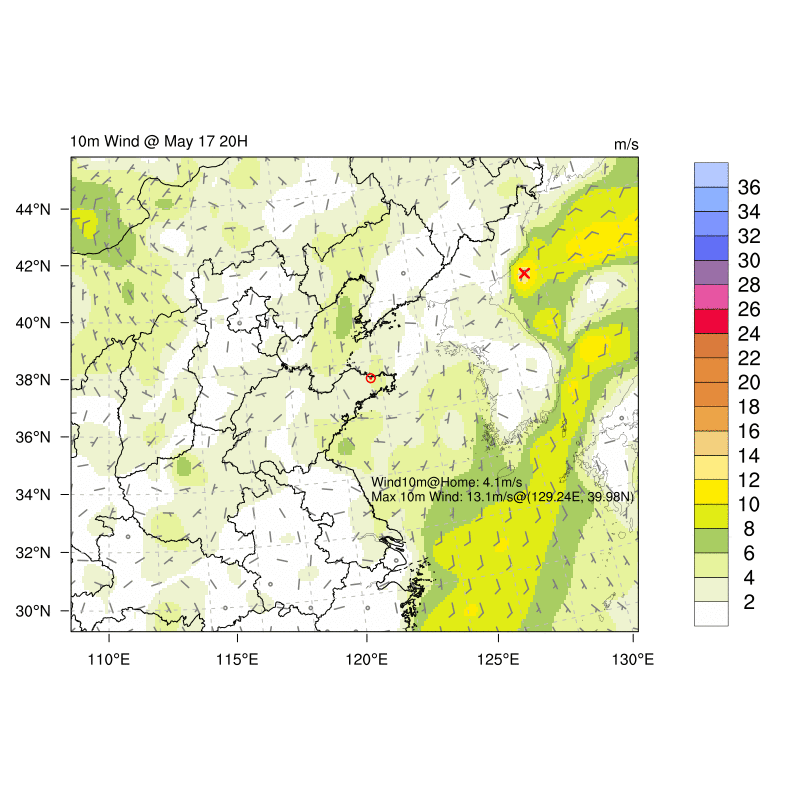 10m Wind @ May 17 20H
m/s
44°N
42°N
40°N
38°N
36°N
34°N
32°N
30°N
110°E
115°E
120°E
125°E
130°E
Wind10m@Home: 4.1m/s
Max 10m Wind: 13.1m/s@(129.24E, 39.98N)
36
34
32
30
28
26
24
22
20
18
16
14
12
10
8
6
4
2